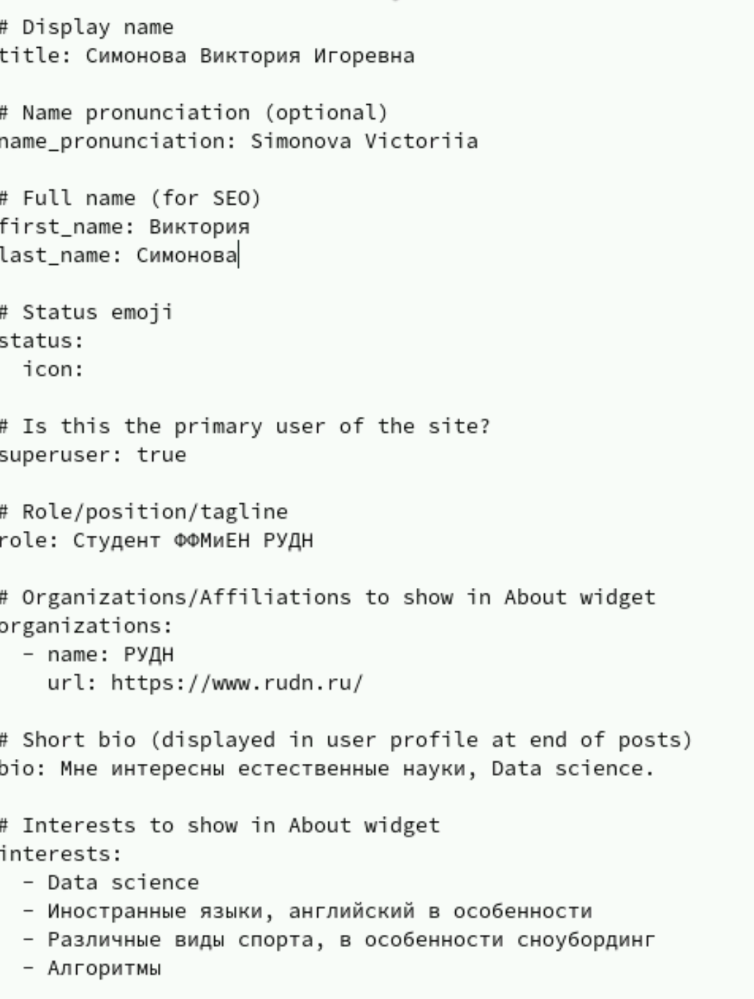 # Display name
title: Симонова Виктория Игоревна
# Name pronunciation (optional)
name_pronunciation: Simonova Victoriia
# Full name (for SEO)
first_name: Виктория
last_name: Симонова
# Status emoji
status:
  icon:
# Is this the primary user of the site?
superuser: true
# Role/position/tagline
role: Студент ФФМиЕН РУДН
# Organizations/Affiliations to show in About widget
organizations:
  - name: РУДН
    url: https://www.rudn.ru/
# Short bio (displayed in user profile at end of posts)
bio: Мне интересны естественные науки, Data science.
# Interests to show in About widget
interests:
  - Data science
  - Иностранные языки, английский в особенности
  - Различные виды спорта, в особенности сноубординг
  - Алгоритмы